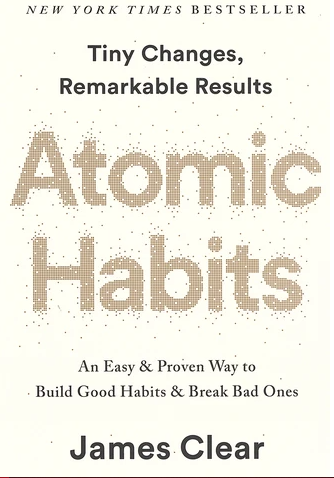 NEW YORK TIMES BESTSELLER
Tiny Changes,
Remarkable Results
Atomic
Habits
An Easy & Proven Way to
Build Good Habits & Break Bad Ones
James Clear